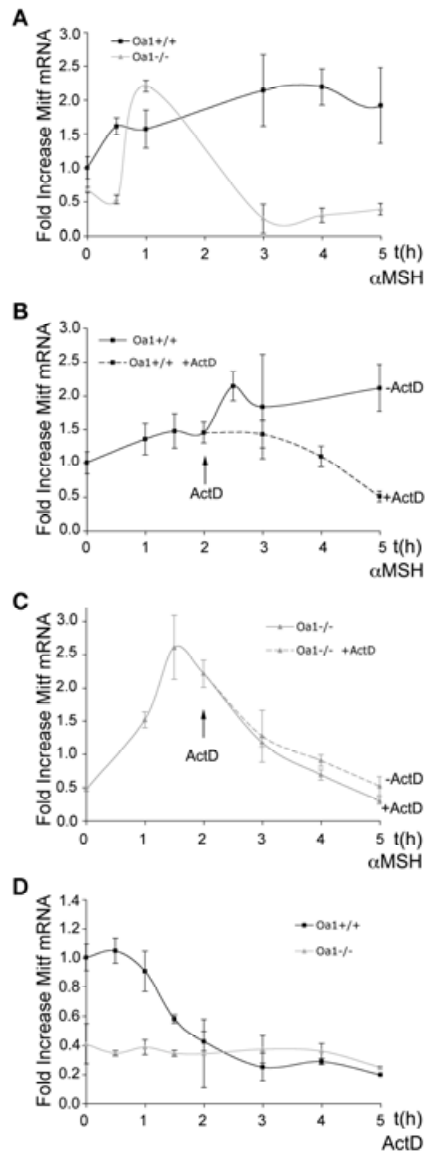 A
Oa1+/+
Oa1-/-
Fold Increase Mitf mRNA
2.5
2.0
1.5
1.0
0.5
0.0
0 1 2 3 4 5 t(h)
αMSH
B
Oa1+/+
Oa1+/+ +ActD
Fold Increase Mitf mRNA
3.0
2.5
2.0
1.5
1.0
0.5
0.0
-ActD
ActD
+ActD
0 1 2 3 4 5 t(h)
αMSH
C
Oa1-/-
Oa1-/- +ActD
Fold Increase Mitf mRNA
3.0
2.5
2.0
1.5
1.0
0.5
0.0
ActD
-ActD
+ActD
0 1 2 3 4 5 t(h)
αMSH
D
Oa1+/+
Oa1-/-
Fold Increase Mitf mRNA
1.4
1.2
1.0
0.8
0.6
0.4
0.2
0.0
0 1 2 3 4 5 t(h)
ActD